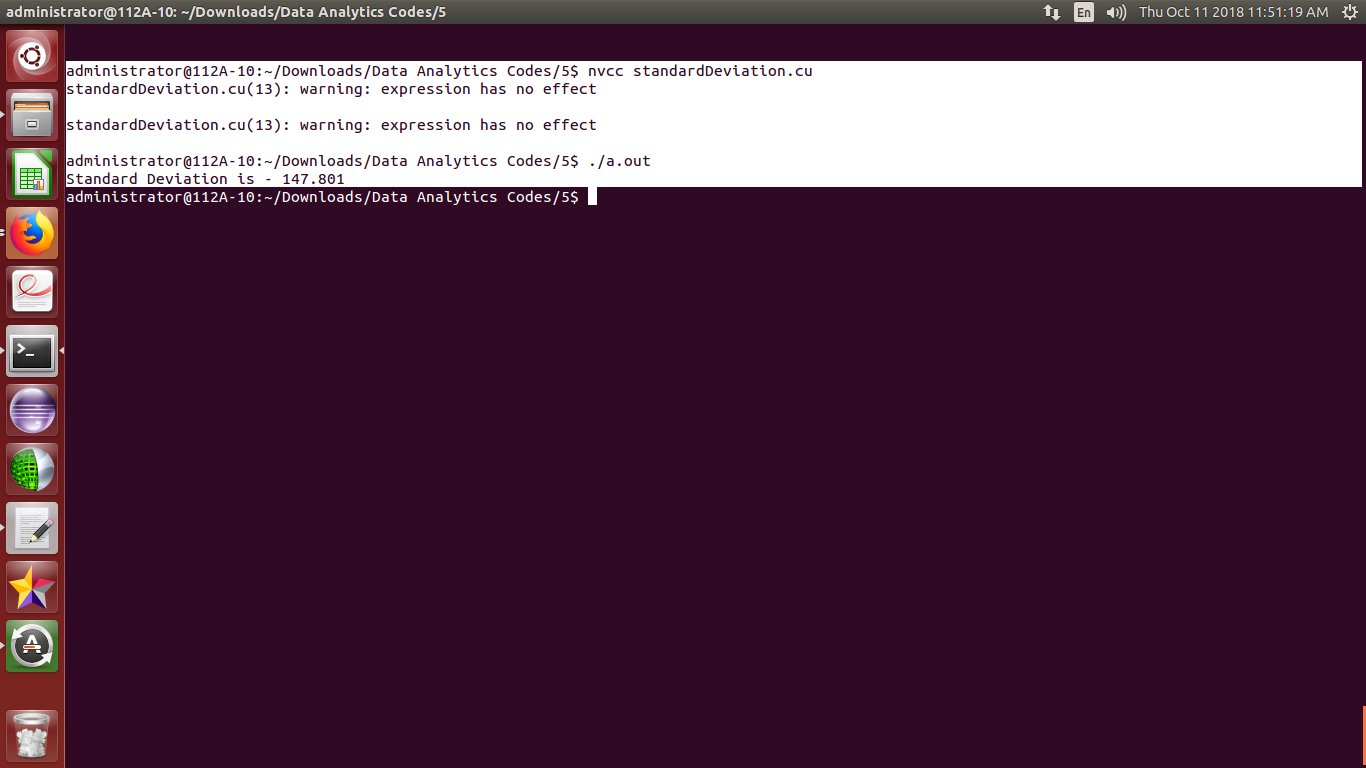 administrator@112A-10: ~/Downloads/Data Analytics Codes/5
En
Thu Oct 11 2018 11:51:19 AM
administrator@112A-10:~/Downloads/Data Analytics Codes/5$ nvcc standardDeviation.cu
standardDeviation.cu(13): warning: expression has no effect
standardDeviation.cu(13): warning: expression has no effect
administrator@112A-10:~/Downloads/Data Analytics Codes/5$ ./a.out
Standard Deviation is - 147.801
administrator@112A-10:~/Downloads/Data Analytics Codes/5$